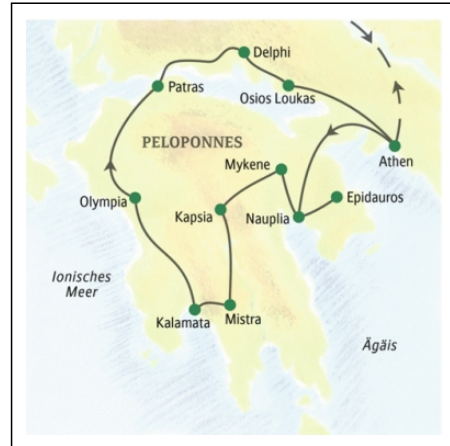 Delphi
Patras
Osios Loukas
PELOPONNES
Athen
Mykene
Epidauros
Olympia
Kapsia
Nauplia
Ionisches
Meer
Kalamata
Mistra
Ägäis